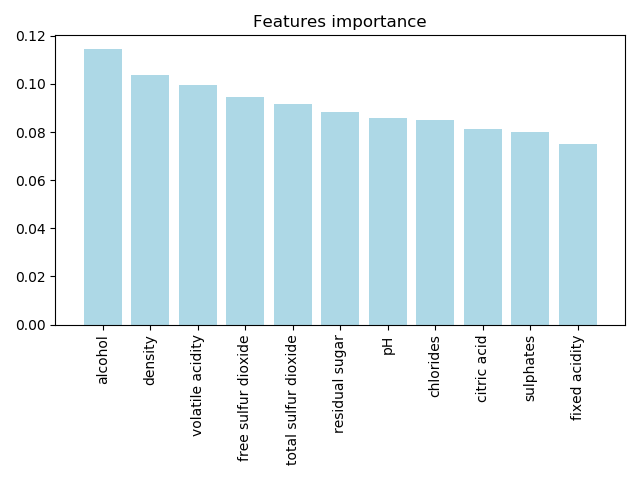 Features importance
0.12
0.10
0.08
0.06
0.04
0.02
0.00
alcohol
density
volatile acidity
free sulfur dioxide
total sulfur dioxide
residual sugar
pH
chlorides
citric acid
sulphates
fixed acidity